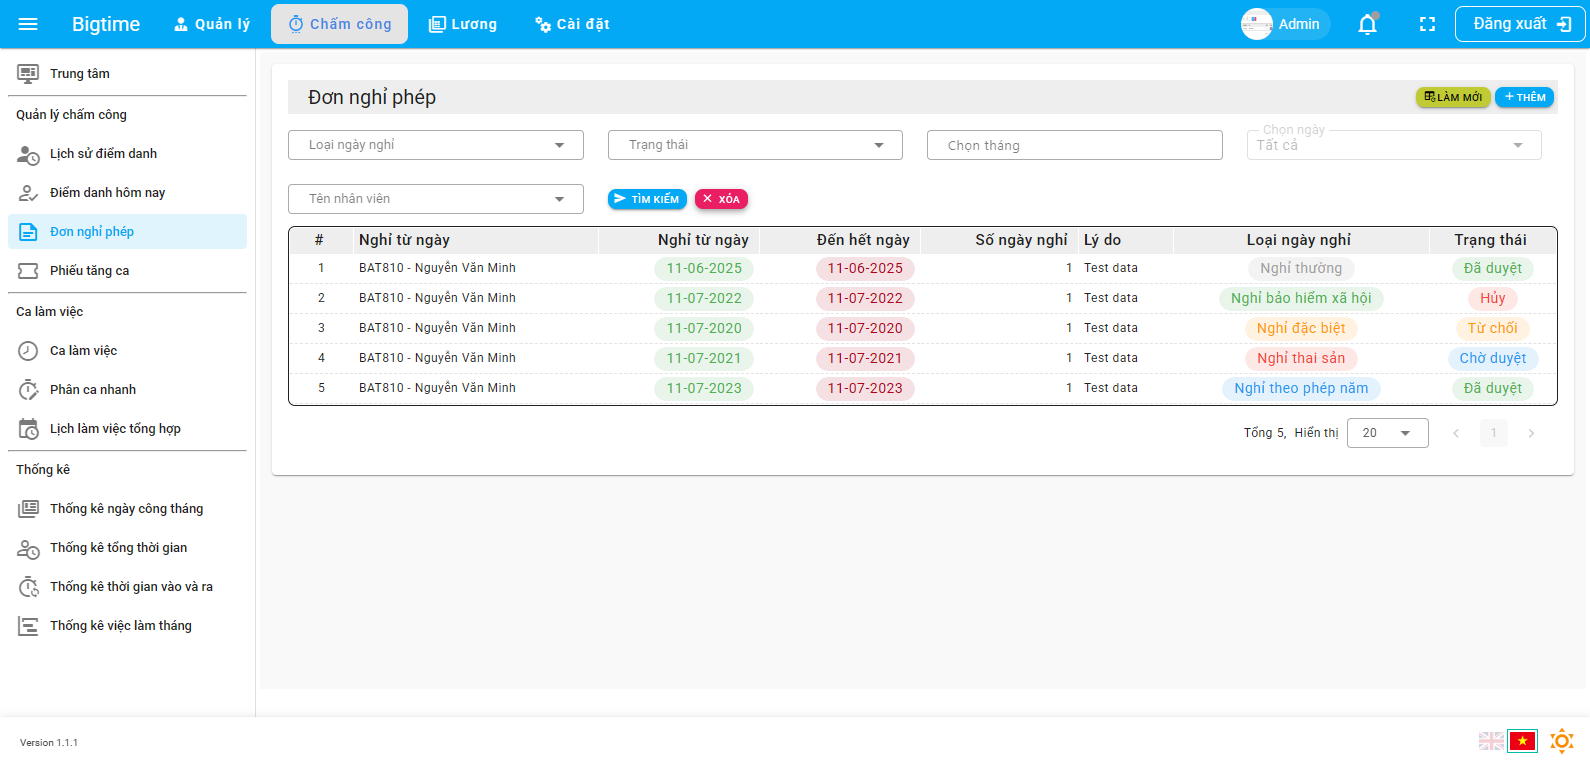 Bigtime Quản lý Chấm công Lương Cài đặt Admin Đăng xuất
Trung tâm
Quản lý chấm công
Lịch sử điểm danh
Điểm danh hôm nay
Đơn nghỉ phép
Phiếu tăng ca
Ca làm việc
Ca làm việc
Phân ca nhanh
Lịch làm việc tổng hợp
Thống kê
Thống kê ngày công tháng
Thống kê tổng thời gian
Thống kê thời gian vào và ra
Thống kê việc làm tháng
Đơn nghỉ phép LÀM MỚI THÊM
Chọn ngày
Loại ngày nghỉ Trạng thái Chọn tháng Tất cả
Tên nhân viên TÌM KIẾM XÓA
# Nghỉ từ ngày Nghỉ từ ngày Đến hết ngày Số ngày nghỉ Lý do Loại ngày nghỉ Trạng thái
1 BAT810 - Nguyễn Văn Minh 11-06-2025 11-06-2025 1 Test data Nghỉ thường Đã duyệt
2 BAT810 - Nguyễn Văn Minh 11-07-2022 11-07-2022 1 Test data Nghỉ bảo hiểm xã hội Hủy
3 BAT810 - Nguyễn Văn Minh 11-07-2020 11-07-2020 1 Test data Nghỉ đặc biệt Từ chối
4 BAT810 - Nguyễn Văn Minh 11-07-2021 11-07-2021 1 Test data Nghỉ thai sản Chờ duyệt
5 BAT810 - Nguyễn Văn Minh 11-07-2023 11-07-2023 1 Test data Nghỉ theo phép năm Đã duyệt
Tổng 5, Hiển thị 20 1
Version 1.1.1